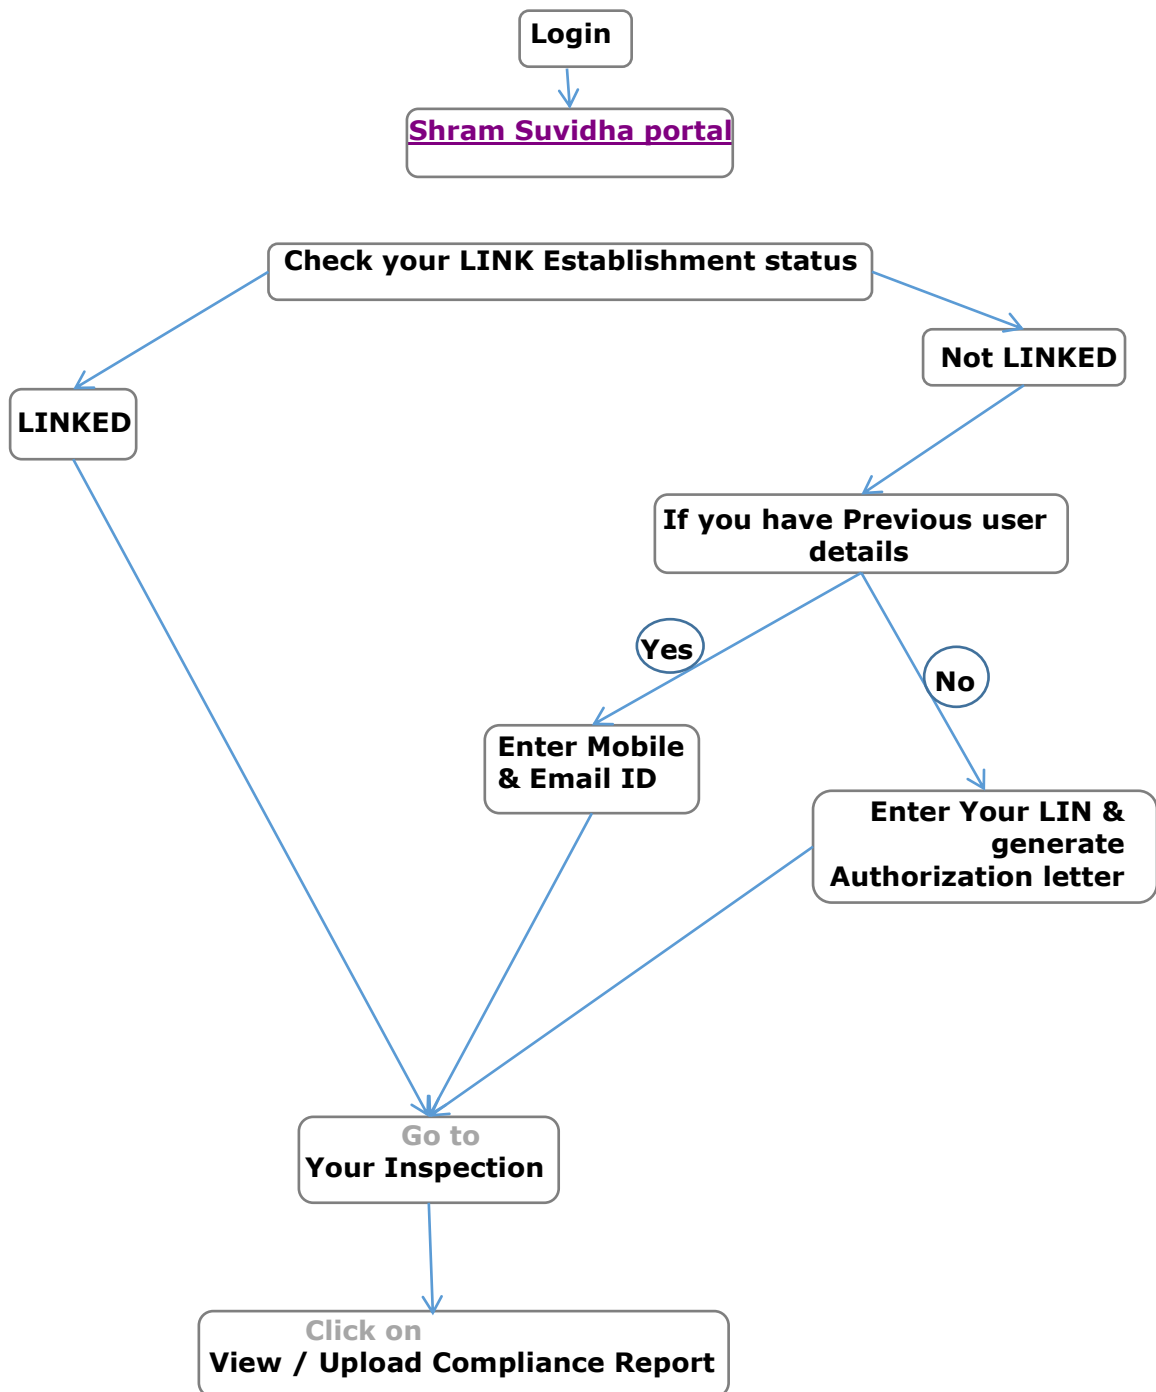 Login
Shram Suvidha portal
Check your LINK Establishment status
Not LINKED
LINKED
If you have Previous user
details
Yes
No
Enter Mobile
& Email ID
Enter Your LIN &
generate
Authorization letter
Go to
Your Inspection
Click on
View / Upload Compliance Report